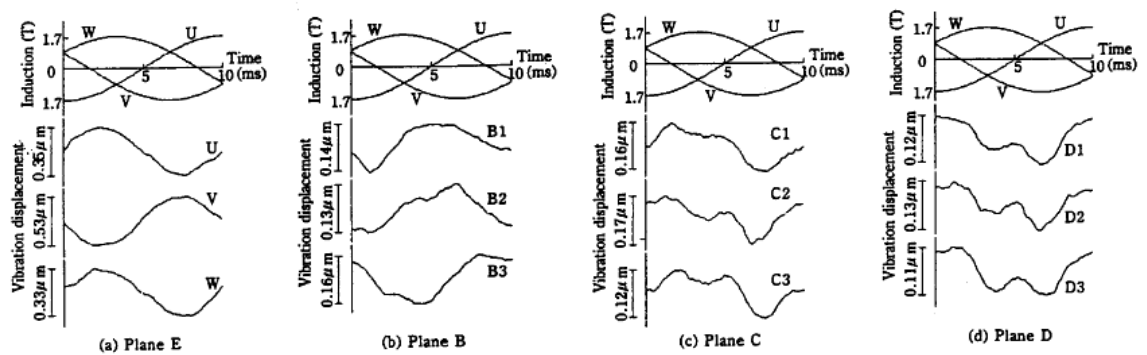 Induction (T)
1.7
0
1.7
W
U
V
Time
5
10 (ms)
Vibration displacement
0.35μm
U
0.53μm
V
0.33μm
W
(a) Plane E
Induction (T)
1.7
0
1.7
W
U
V
Time
5
10 (ms)
Vibration displacement
0.14μm
B1
0.13μm
B2
0.16μm
B3
(b) Plane B
Induction (T)
1.7
0
1.7
W
U
V
Time
5
10 (ms)
Vibration displacement
0.16μm
C1
0.17μm
C2
0.12μm
C3
(c) Plane C
Induction (T)
1.7
0
1.7
W
U
V
Time
5
10 (ms)
Vibration displacement
0.12μm
D1
0.13μm
D2
0.11μm
D3
(d) Plane D